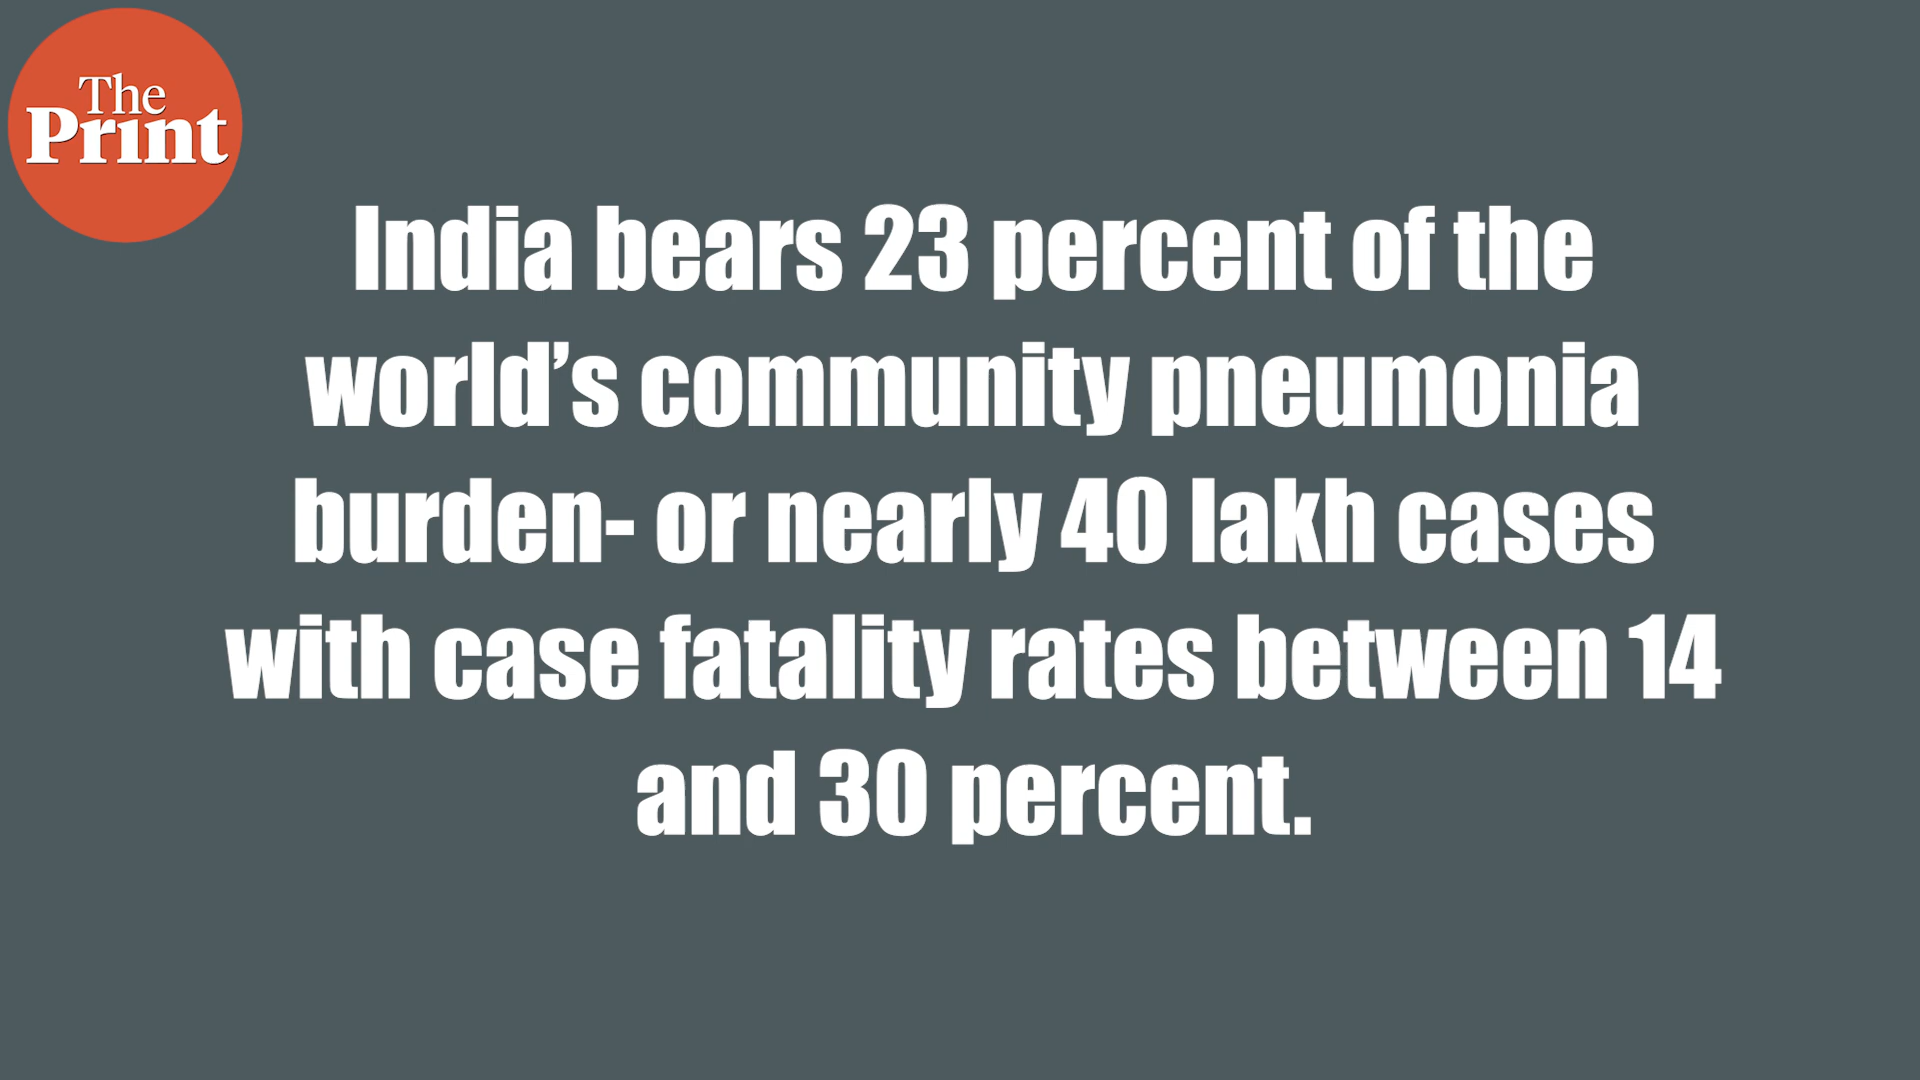 The
Print
India bears 23 percent of the
world’s community pneumonia
burden- or nearly 40 lakh cases
with case fatality rates between 14
and 30 percent.